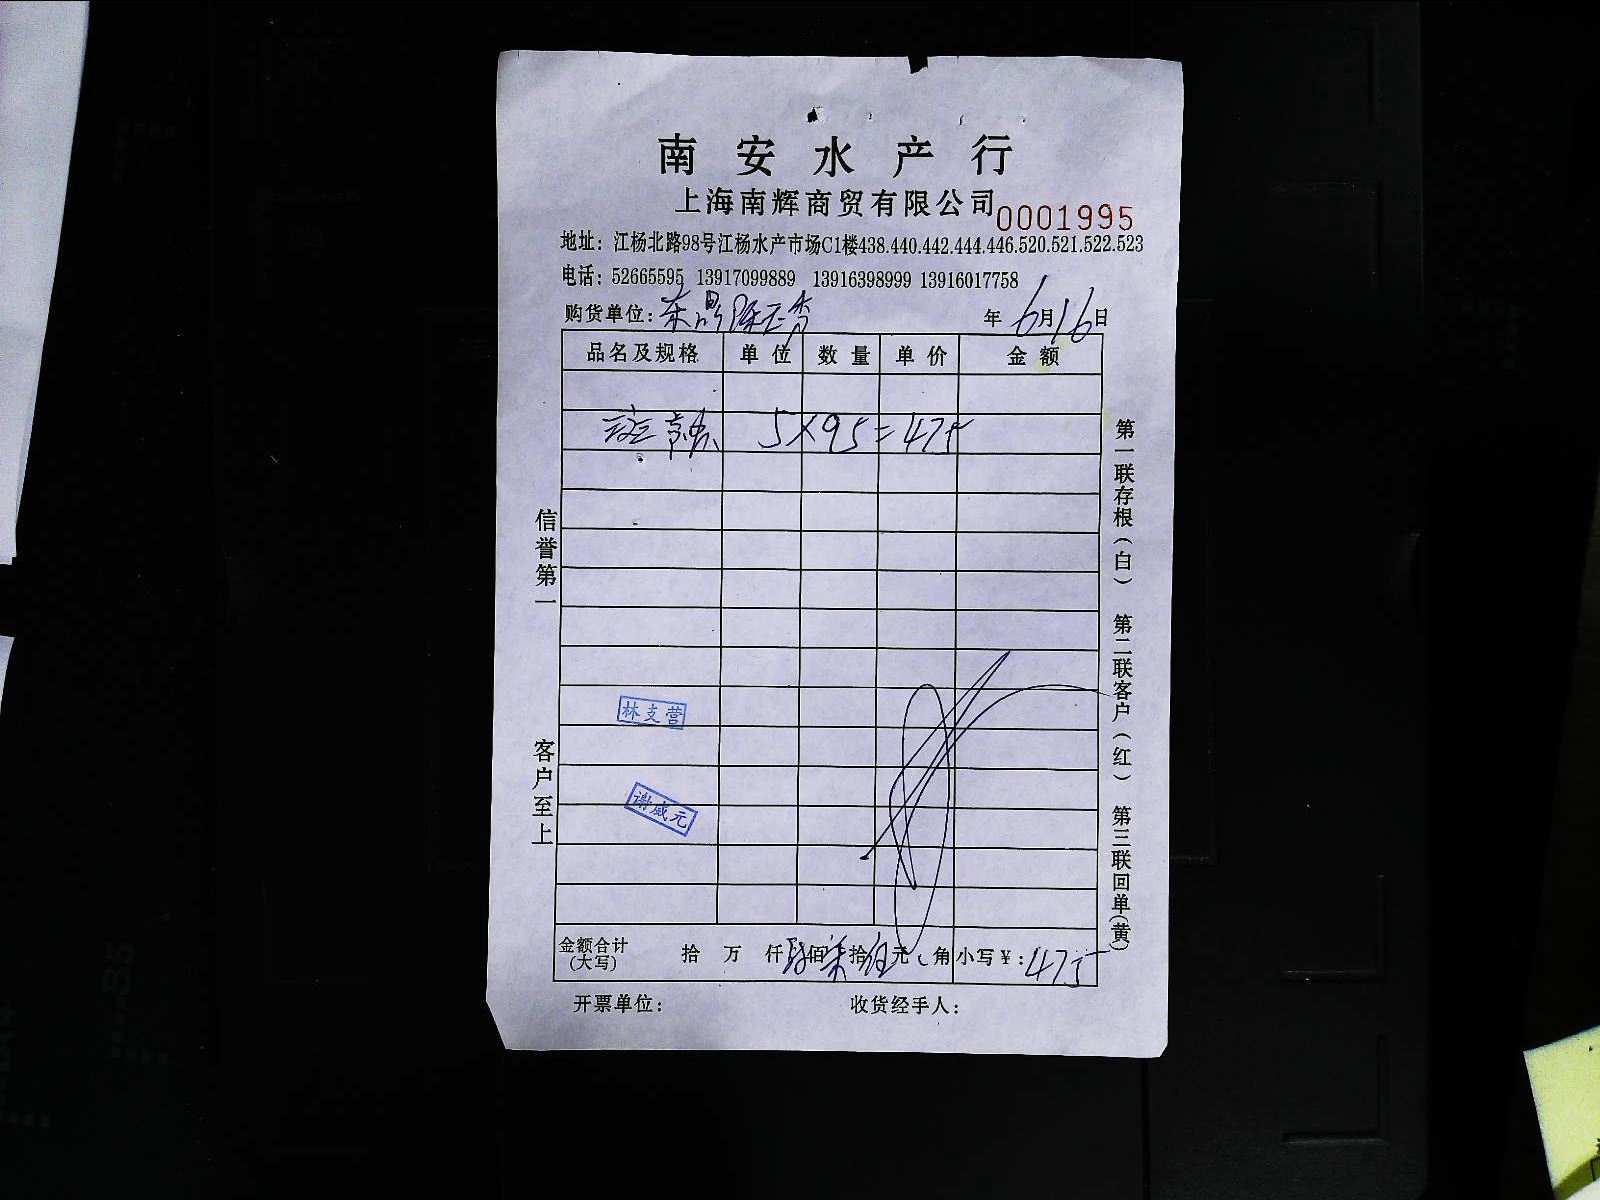 南安水产行
上海南辉商贸有限公司 0001995
地址：江杨北路98号江杨水产市场C1楼438.440.442.444.446.520.521.522.523
电话：52665595 13917099889 13916398999 13916017758
购货单位： 年6月16日
品名及规格 单位 数量 单价 金额
5×95=475
信誉第一
客户至上
林支营
谢威元
第一联存根（白） 第二联客户（红） 第三联回单（黄）
金额合计（大写） 拾 万 仟肆佰柒拾伍元 角 小写￥：475
开票单位： 收货经手人：